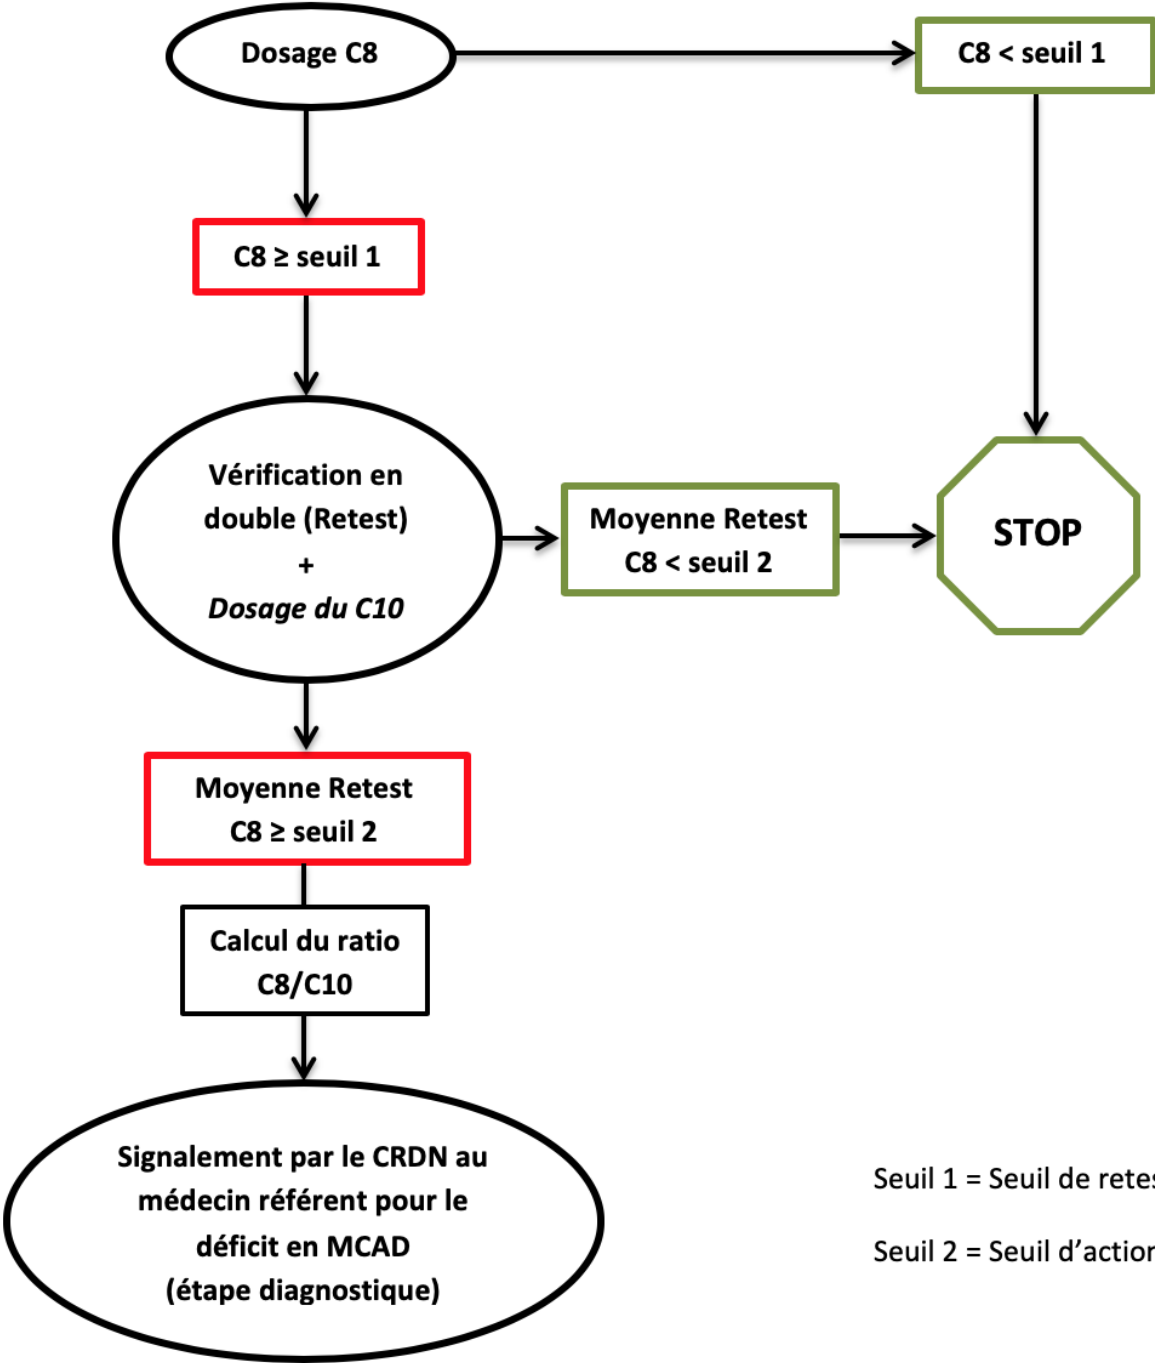 Dosage C8
C8 < seuil 1
C8 ≥ seuil 1
Vérification en
double (Retest)
+
Dosage du C10
Moyenne Retest
C8 < seuil 2
STOP
Moyenne Retest
C8 ≥ seuil 2
Calcul du ratio
C8/C10
Signalement par le CRDN au
médecin référent pour le
déficit en MCAD
(étape diagnostique)
Seuil 1 = Seuil de retes
Seuil 2 = Seuil d’action